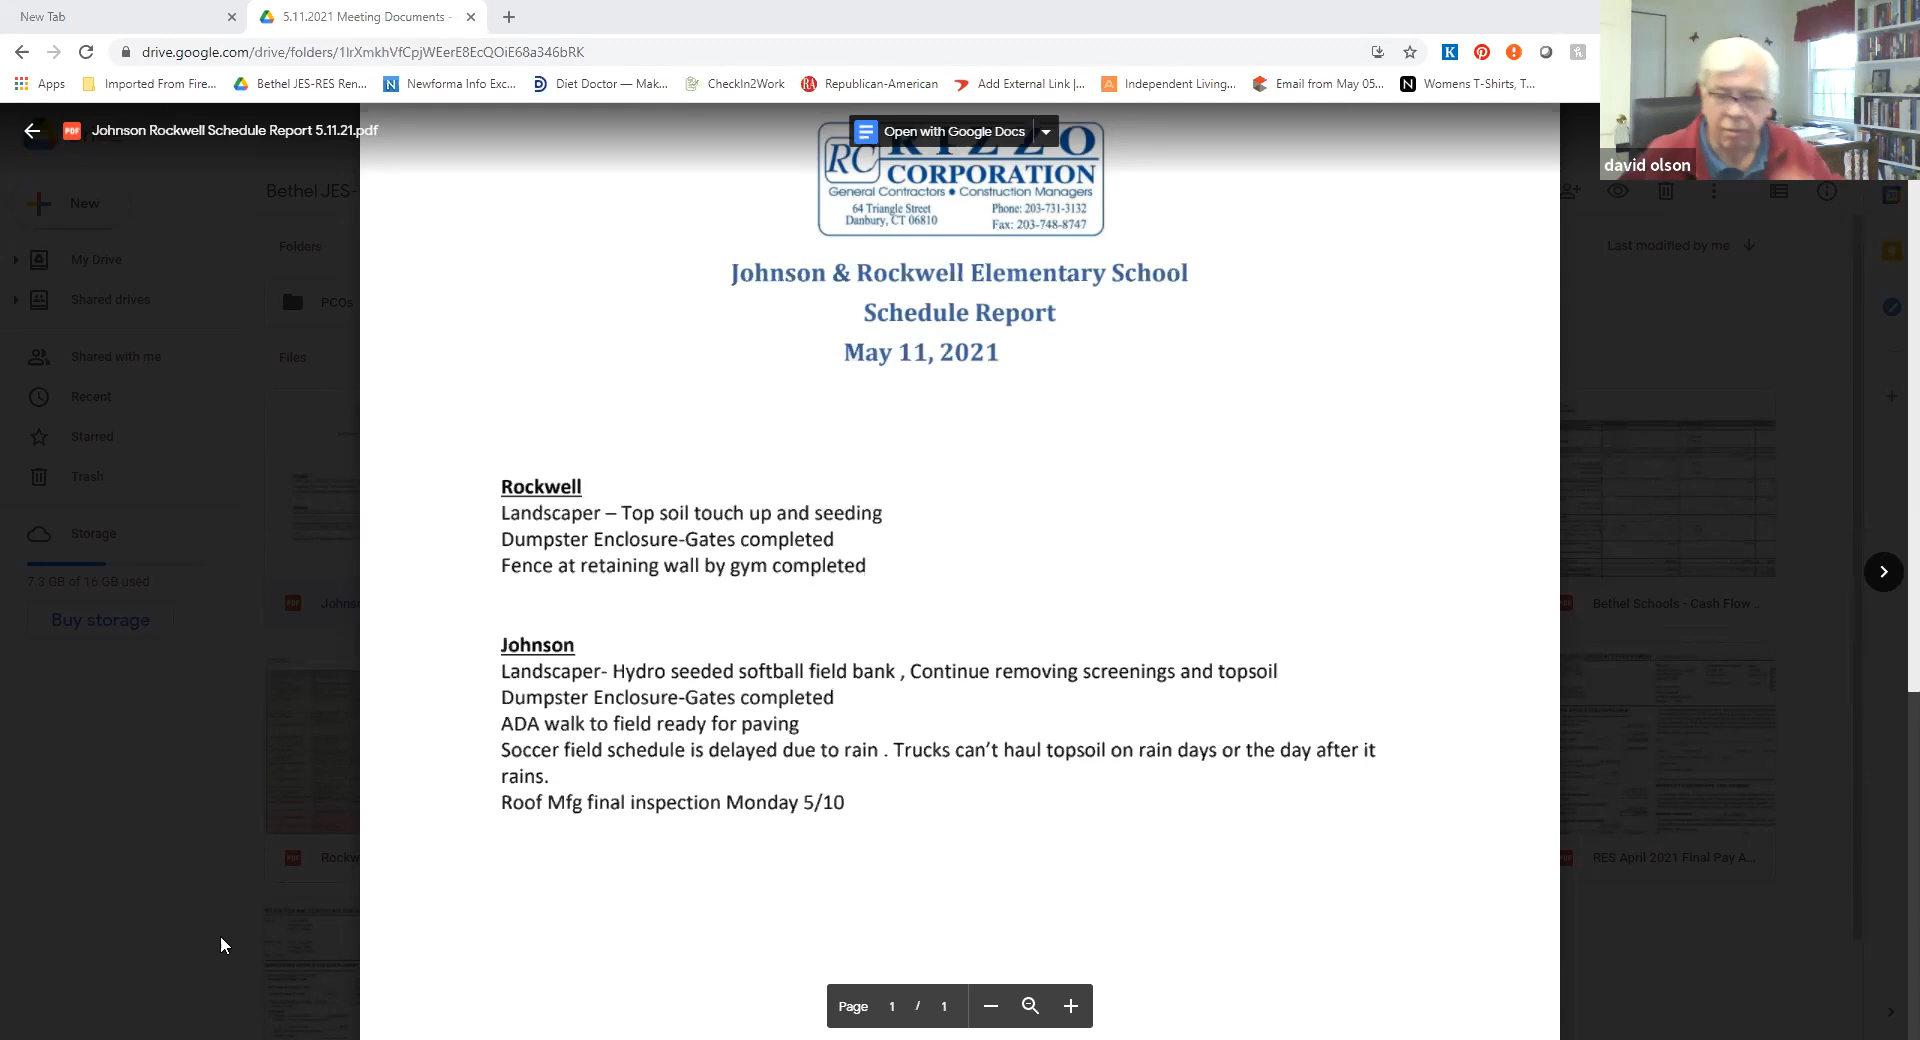 New Tab
5.11.2021 Meeting Documents -
drive.google.com/drive/folders/1IrXmkhVfCpjWEerE8EcQOiE68a346bRK
Apps
Imported From Fire...
Bethel JES-RES Ren...
Newforma Info Exc...
Diet Doctor — Mak...
CheckIn2Work
Republican-American
Add External Link |...
Independent Living...
Email from May 05...
Womens T-Shirts, T...
david olson
PDF
Johnson Rockwell Schedule Report 5.11.21.pdf
Open with Google Docs
RC
RIZZO
CORPORATION
General Contractors ● Construction Managers
64 Triangle Street
Danbury, CT 06810
Phone: 203-731-3132
Fax: 203-748-8747
New
My Drive
Shared drives
Shared with me
Recent
Starred
Trash
Storage
7.3 GB of 16 GB used
Buy storage
Bethel JES-
Folders
PCOs
Files
Johns
Rockw
Last modified by me
Bethel Schools - Cash Flow ...
RES April 2021 Final Pay A...
Johnson & Rockwell Elementary School
Schedule Report
May 11, 2021
Rockwell
Landscaper – Top soil touch up and seeding
Dumpster Enclosure-Gates completed
Fence at retaining wall by gym completed
Johnson
Landscaper- Hydro seeded softball field bank , Continue removing screenings and topsoil
Dumpster Enclosure-Gates completed
ADA walk to field ready for paving
Soccer field schedule is delayed due to rain . Trucks can’t haul topsoil on rain days or the day after it
rains.
Roof Mfg final inspection Monday 5/10
Page 1 / 1